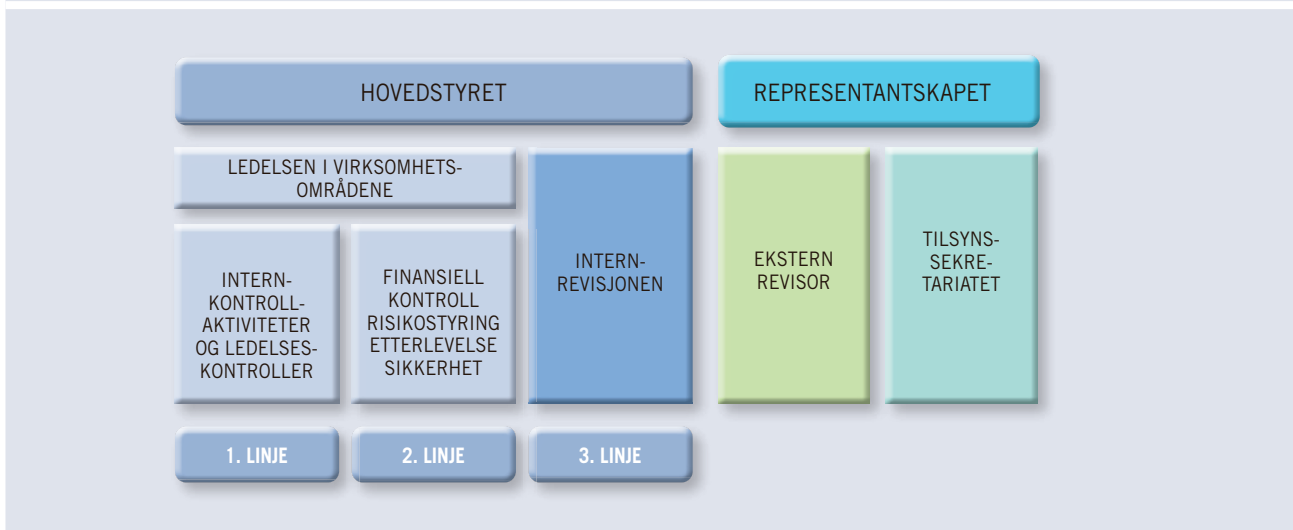 HOVEDSTYRET
REPRESENTANTSKAPET
LEDELSEN I VIRKSOMHETS-
OMRÅDENE
INTERN-
KONTROLL-
AKTIVITETER
OG LEDELSES-
KONTROLLER
FINANSIELL
KONTROLL
RISIKOSTYRING
ETTERLEVELSE
SIKKERHET
INTERN-
REVISJONEN
EKSTERN
REVISOR
TILSYNS-
SEKRE-
TARIATET
1. LINJE
2. LINJE
3. LINJE